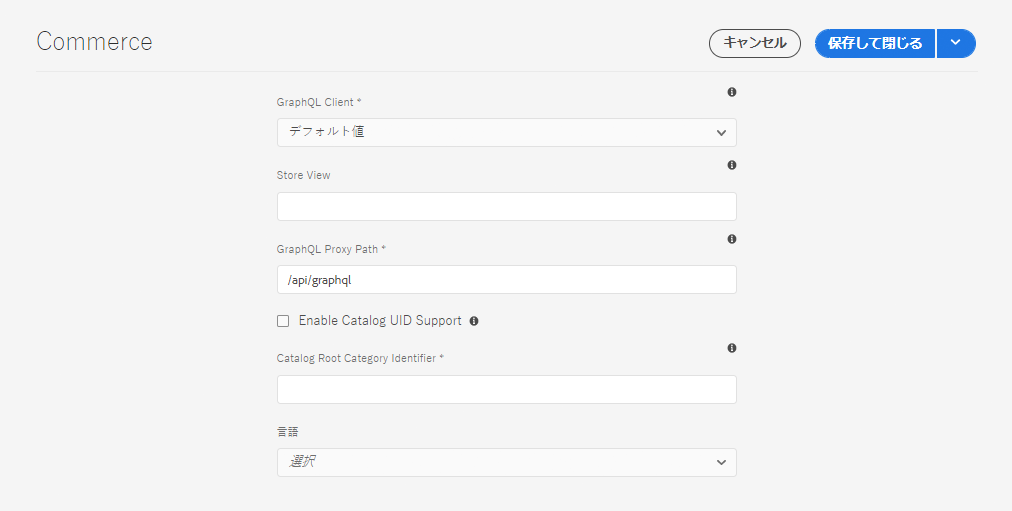 Commerce
キャンセル
保存して閉じる
GraphQL Client *
デフォルト値
Store View
GraphQL Proxy Path *
/api/graphql
Enable Catalog UID Support
Catalog Root Category Identifier *
言語
選択